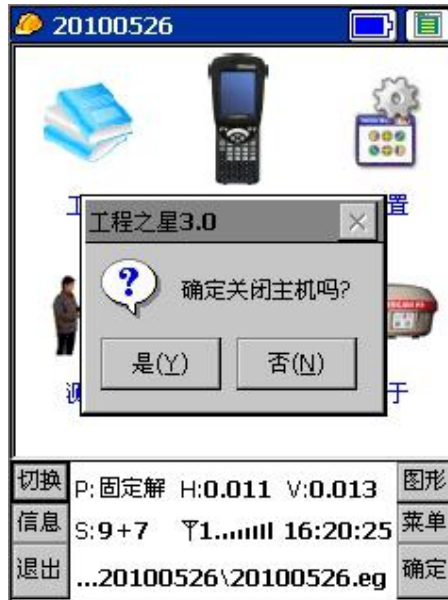 20100526
工
置
工程之星3.0
确定关闭主机吗?
是(Y)
否(N)
测
于
切换
P:固定解 H:0.011 V:0.013
图形
信息
S:9+7 1 16:20:25
菜单
退出
...20100526\20100526.eg
确定